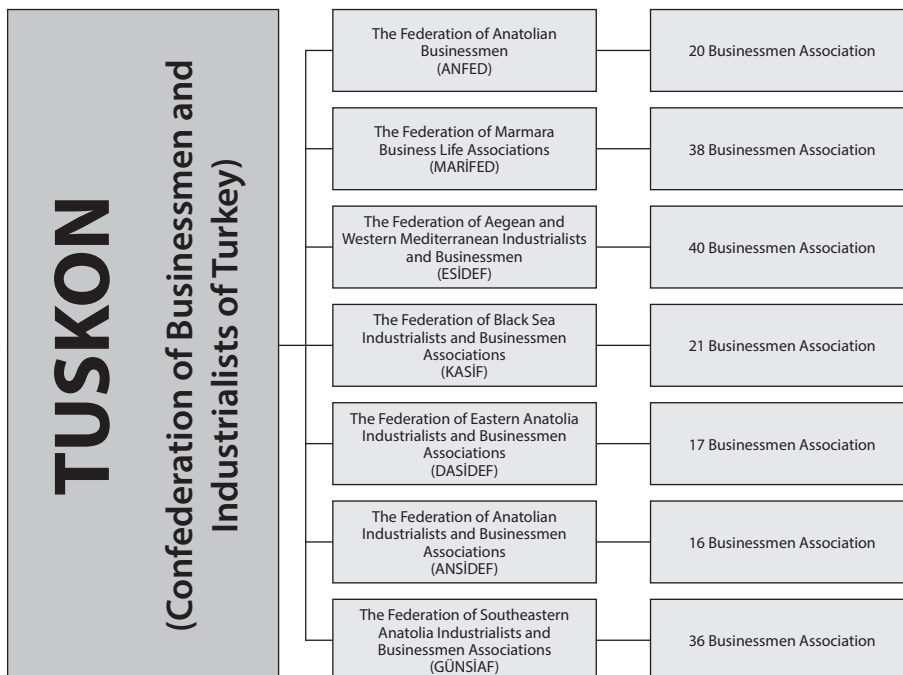 TUSKON
(Confederation of Businessmen and
Industrialists of Turkey)
The Federation of Anatolian
Businessmen
(ANFED)
20 Businessmen Association
The Federation of Marmara
Business Life Associations
(MARİFED)
38 Businessmen Association
The Federation of Aegean and
Western Mediterranean Industrialists
and Businessmen
(ESİDEF)
40 Businessmen Association
The Federation of Black Sea
Industrialists and Businessmen
Associations
(KASİF)
21 Businessmen Association
The Federation of Eastern Anatolia
Industrialists and Businessmen
Associations
(DASİDEF)
17 Businessmen Association
The Federation of Anatolian
Industrialists and Businessmen
Associations
(ANSİDEF)
16 Businessmen Association
The Federation of Southeastern
Anatolia Industrialists and
Businessmen Associations
(GÜNSİAF)
36 Businessmen Association